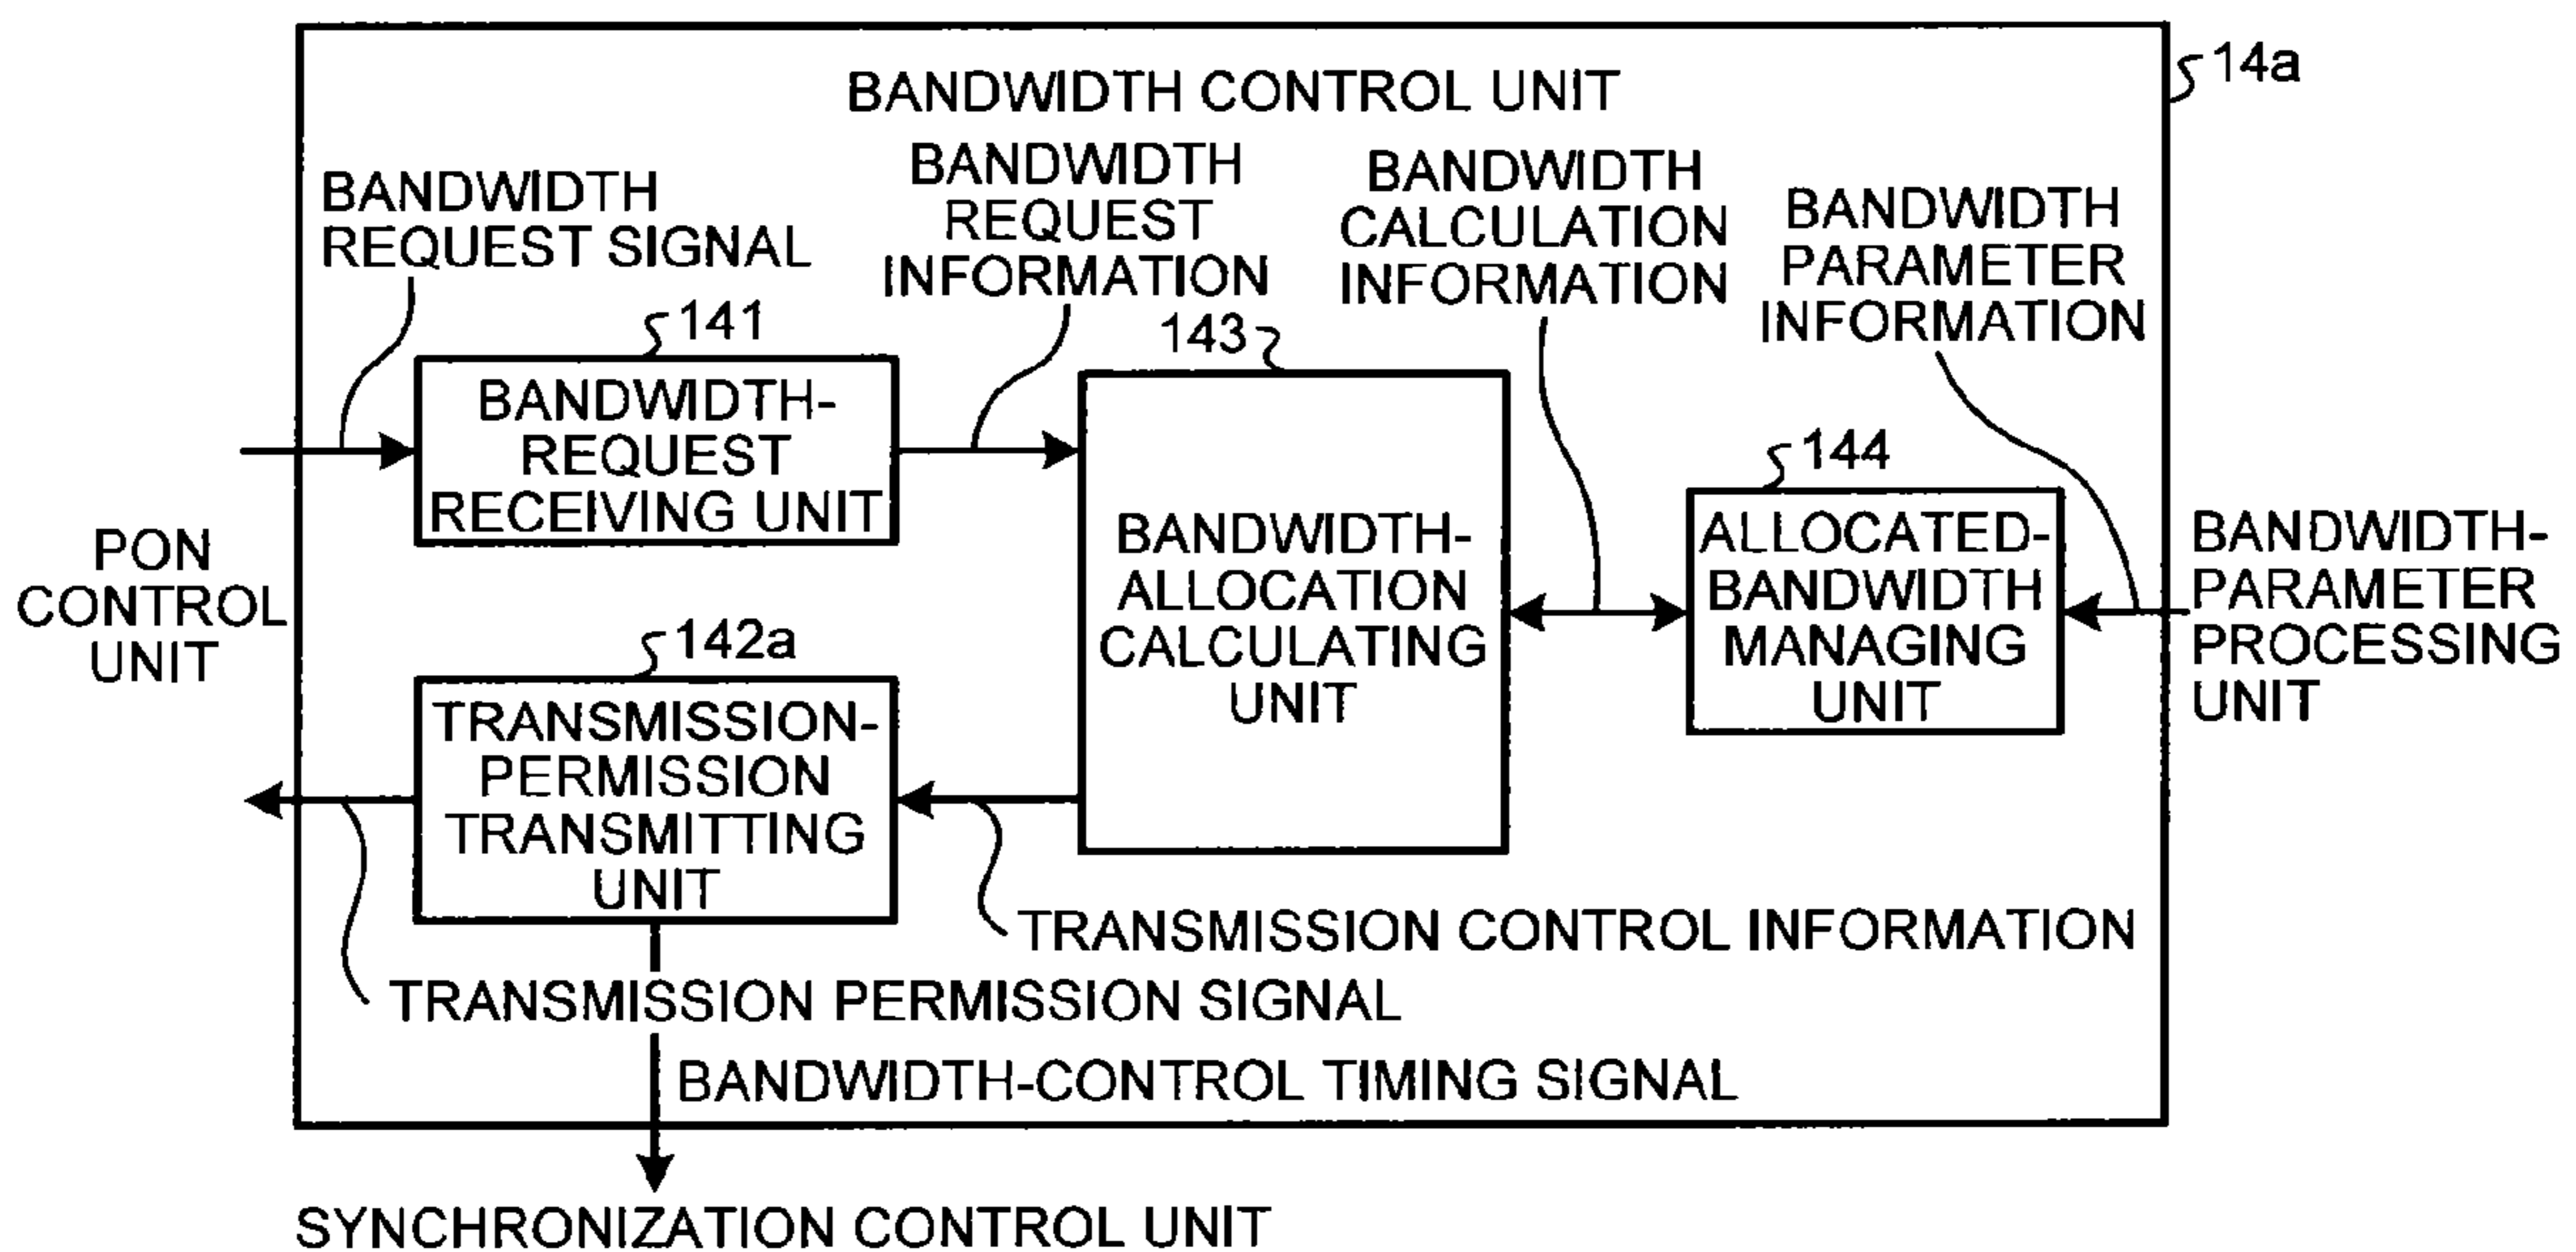 14a
BANDWIDTH CONTROL UNIT
BANDWIDTH
REQUEST SIGNAL
BANDWIDTH
REQUEST
INFORMATION
BANDWIDTH
CALCULATION
INFORMATION
BANDWIDTH
PARAMETER
INFORMATION
141
BANDWIDTH-
REQUEST
RECEIVING UNIT
143
BANDWIDTH-
ALLOCATION
CALCULATING
UNIT
144
ALLOCATED-
BANDWIDTH
MANAGING
UNIT
BANDWIDTH-
PARAMETER
PROCESSING
UNIT
PON
CONTROL
UNIT
142a
TRANSMISSION-
PERMISSION
TRANSMITTING
UNIT
TRANSMISSION CONTROL INFORMATION
TRANSMISSION PERMISSION SIGNAL
BANDWIDTH-CONTROL TIMING SIGNAL
SYNCHRONIZATION CONTROL UNIT